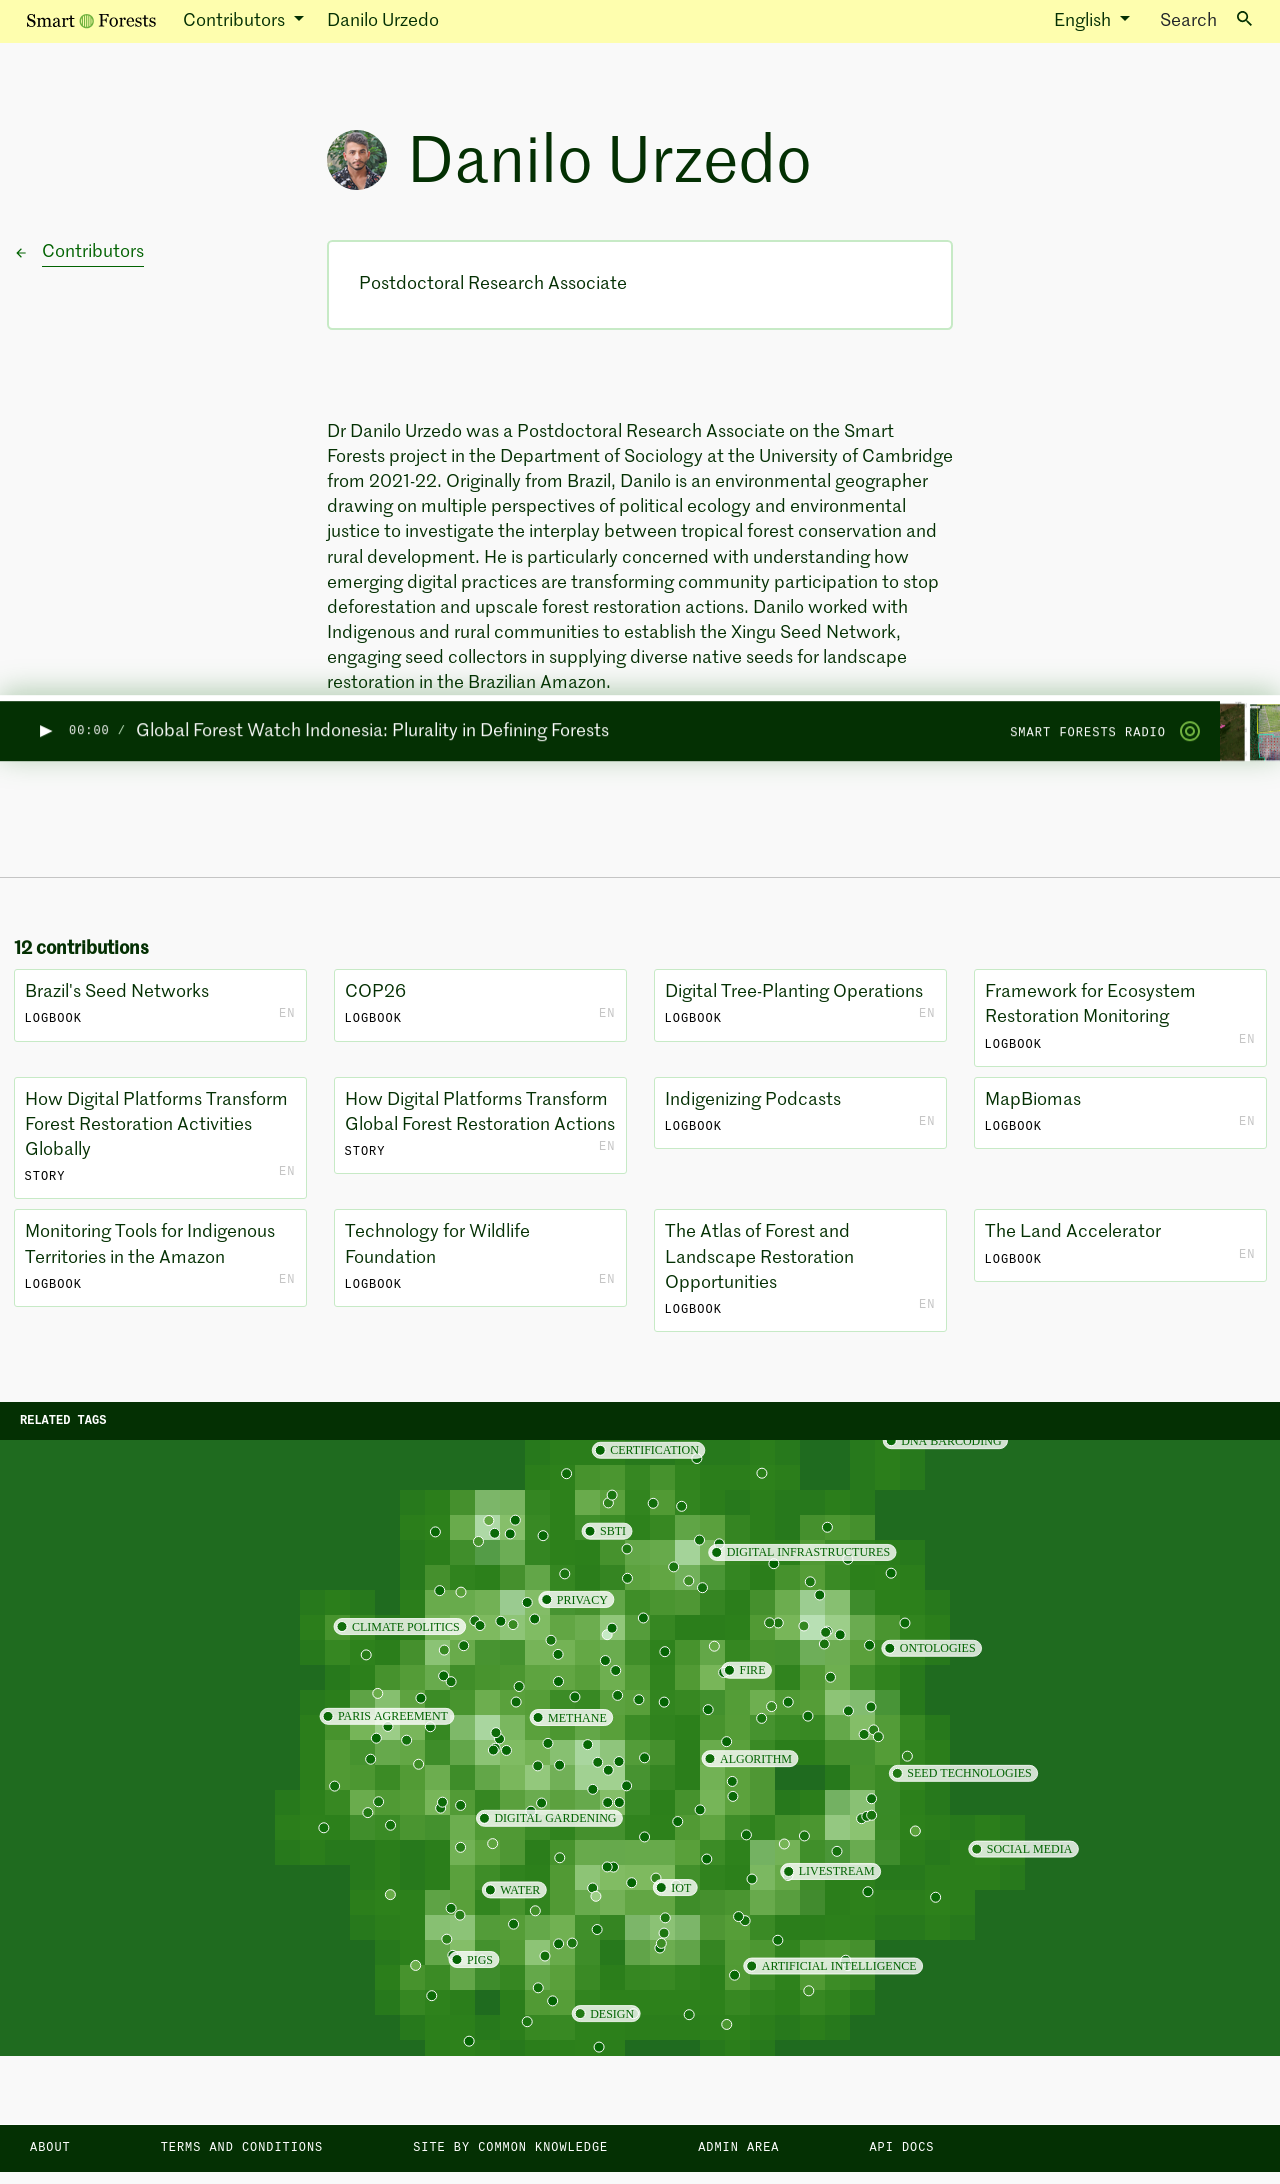 Smart Forests Contributors Danilo Urzedo English Search
Danilo Urzedo
Contributors
Postdoctoral Research Associate
Dr Danilo Urzedo was a Postdoctoral Research Associate on the Smart
Forests project in the Department of Sociology at the University of Cambridge
from 2021-22. Originally from Brazil, Danilo is an environmental geographer
drawing on multiple perspectives of political ecology and environmental
justice to investigate the interplay between tropical forest conservation and
rural development. He is particularly concerned with understanding how
emerging digital practices are transforming community participation to stop
deforestation and upscale forest restoration actions. Danilo worked with
Indigenous and rural communities to establish the Xingu Seed Network,
engaging seed collectors in supplying diverse native seeds for landscape
restoration in the Brazilian Amazon.
00:00 / Global Forest Watch Indonesia: Plurality in Defining Forests SMART FORESTS RADIO
12 contributions
Brazil's Seed Networks
LOGBOOK EN
COP26
LOGBOOK EN
Digital Tree-Planting Operations
LOGBOOK EN
Framework for Ecosystem
Restoration Monitoring
LOGBOOK EN
How Digital Platforms Transform
Forest Restoration Activities
Globally
STORY EN
How Digital Platforms Transform
Global Forest Restoration Actions
STORY EN
Indigenizing Podcasts
LOGBOOK EN
MapBiomas
LOGBOOK EN
Monitoring Tools for Indigenous
Territories in the Amazon
LOGBOOK EN
Technology for Wildlife
Foundation
LOGBOOK EN
The Atlas of Forest and
Landscape Restoration
Opportunities
LOGBOOK EN
The Land Accelerator
LOGBOOK EN
RELATED TAGS
DNA BARCODING
CERTIFICATION
SBTI
DIGITAL INFRASTRUCTURES
PRIVACY
CLIMATE POLITICS
ONTOLOGIES
FIRE
PARIS AGREEMENT
METHANE
ALGORITHM
SEED TECHNOLOGIES
DIGITAL GARDENING
SOCIAL MEDIA
LIVESTREAM
WATER
IOT
PIGS
ARTIFICIAL INTELLIGENCE
DESIGN
ABOUT TERMS AND CONDITIONS SITE BY COMMON KNOWLEDGE ADMIN AREA API DOCS